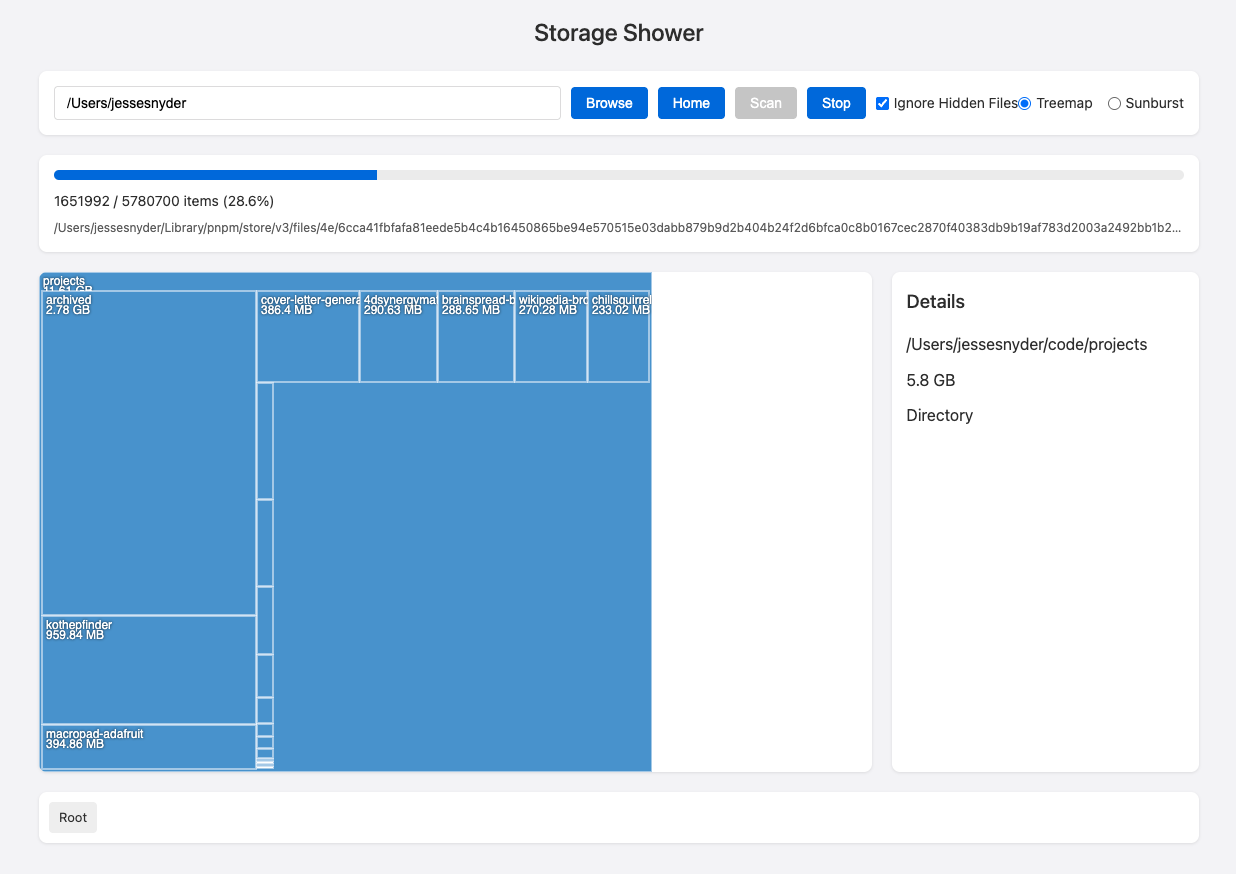 Storage Shower
/Users/jessesnyder
Browse
Home
Scan
Stop
Ignore Hidden Files
Treemap
Sunburst
1651992 / 5780700 items (28.6%)
/Users/jessesnyder/Library/pnpm/store/v3/files/4e/6cca41fbfafa81eede5b4c4b16450865be94e570515e03dabb879b9d2b404b24f2d6bfca0c8b0167cec2870f40383db9b19af783d2003a2492bb1b2...
projects
11.61 GB
archived
2.78 GB
cover-letter-genera
386.4 MB
4dsynergyma
290.63 MB
brainspread-b
288.65 MB
wikipedia-bro
270.28 MB
chillsquirrel
233.02 MB
kothepfinder
959.84 MB
macropad-adafruit
394.86 MB
Details
/Users/jessesnyder/code/projects
5.8 GB
Directory
Root